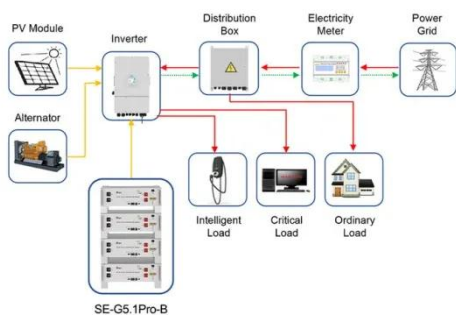 PV Module
Inverter
Distribution
Box
Electricity
Meter
Power
Grid
Alternator
Intelligent
Load
Critical
Load
Ordinary
Load
SE-G5.1Pro-B